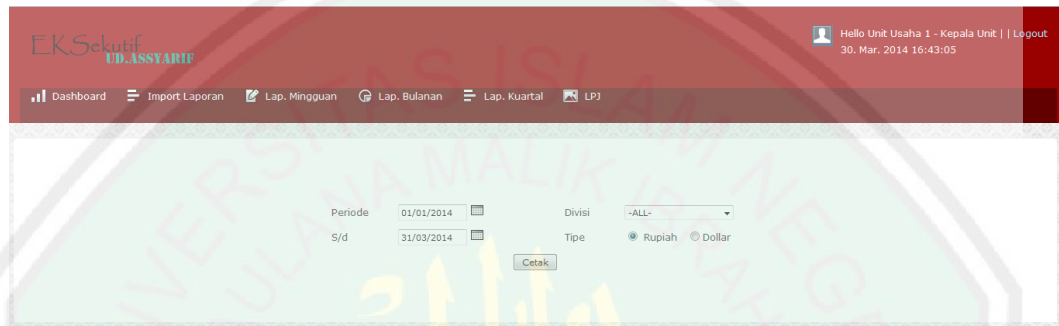 EKSekutif
UD.ASSYARIF
Hello Unit Usaha 1 - Kepala Unit | | Logout
30. Mar. 2014 16:43:05
Dashboard Import Laporan Lap. Mingguan Lap. Bulanan Lap. Kuartal LPJ
Periode 01/01/2014 Divisi -ALL-
S/d 31/03/2014 Tipe Rupiah Dollar
Cetak